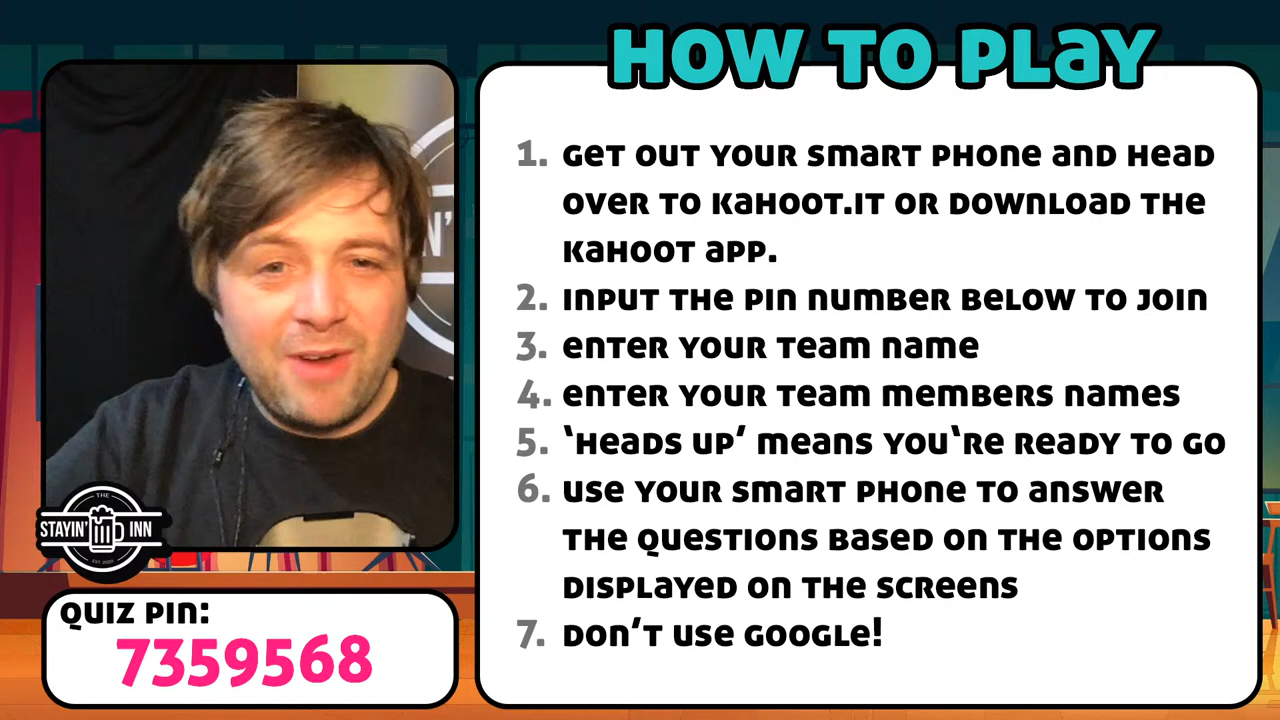 HOW TO PLAY
1. GET OUT YOUR SMART PHONE AND HEAD
OVER TO KAHOOT.IT OR DOWNLOAD THE
KAHOOT APP.
2. INPUT THE PIN NUMBER BELOW TO JOIN
3. ENTER YOUR TEAM NAME
4. ENTER YOUR TEAM MEMBERS NAMES
5. ‘HEADS UP’ MEANS YOU‘RE READY TO GO
6. USE YOUR SMART PHONE TO ANSWER
THE QUESTIONS BASED ON THE OPTIONS
DISPLAYED ON THE SCREENS
7. DON’T USE GOOGLE!
THE
STAYIN' INN
EST. 2020
QUIZ PIN:
7359568